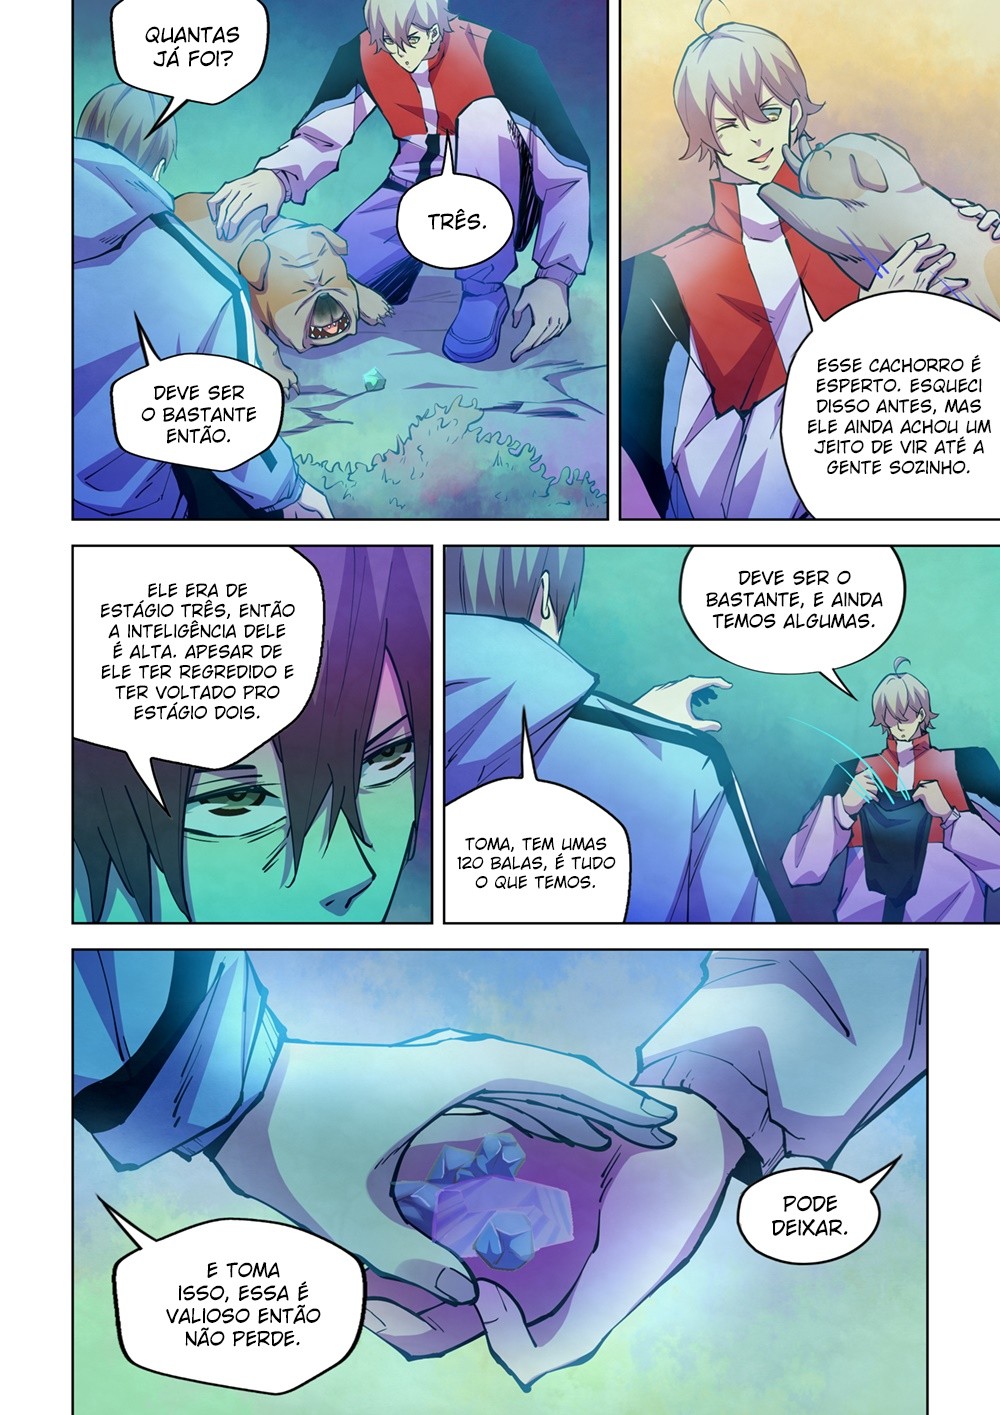 QUANTAS
JÁ FOI?
TRÊS.
DEVE SER
O BASTANTE
ENTÃO.
ESSE CACHORRO É
ESPERTO. ESQUECI
DISSO ANTES, MAS
ELE AINDA ACHOU UM
JEITO DE VIR ATÉ A
GENTE SOZINHO.
ELE ERA DE
ESTÁGIO TRÊS, ENTÃO
A INTELIGÊNCIA DELE
É ALTA. APESAR DE
ELE TER REGREDIDO E
TER VOLTADO PRO
ESTÁGIO DOIS.
DEVE SER O
BASTANTE, E AINDA
TEMOS ALGUMAS.
TOMA, TEM UMAS
120 BALAS, É TUDO
O QUE TEMOS.
E TOMA
ISSO, ESSA É
VALIOSO ENTÃO
NÃO PERDE.
PODE
DEIXAR.